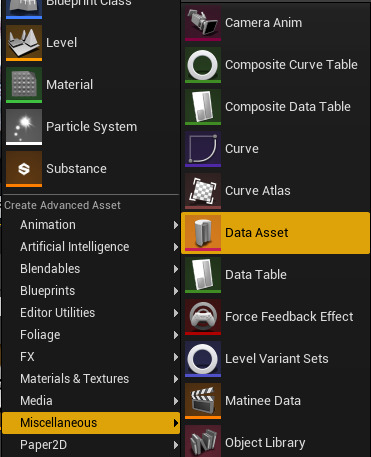 Blueprint Class
Level
Material
Particle System
Substance
Create Advanced Asset
Animation
Artificial Intelligence
Blendables
Blueprints
Editor Utilities
Foliage
FX
Materials & Textures
Media
Miscellaneous
Paper2D
Camera Anim
Composite Curve Table
Composite Data Table
Curve
Curve Atlas
Data Asset
Data Table
Force Feedback Effect
Level Variant Sets
Matinee Data
Object Library